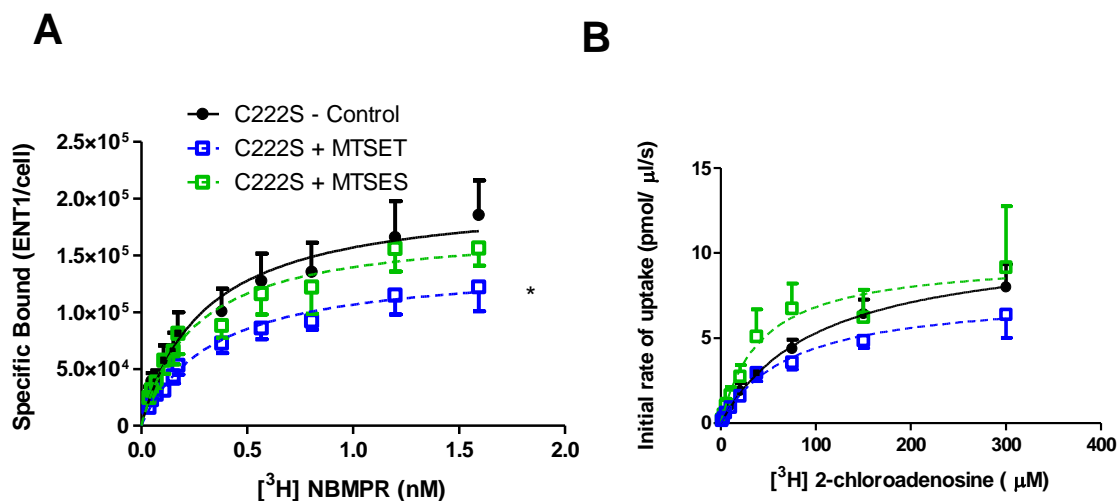 A
C222S - Control
C222S + MTSET
C222S + MTSES
Specific Bound (ENT1/cell)
2.5×10⁵
2.0×10⁵
1.5×10⁵
1.0×10⁵
5.0×10⁴
0
0.0 0.5 1.0 1.5 2.0
[³H] NBMPR (nM)
*
B
Initial rate of uptake (pmol/ μl/s)
15
10
5
0
0 100 200 300 400
[³H] 2-chloroadenosine ( μM)